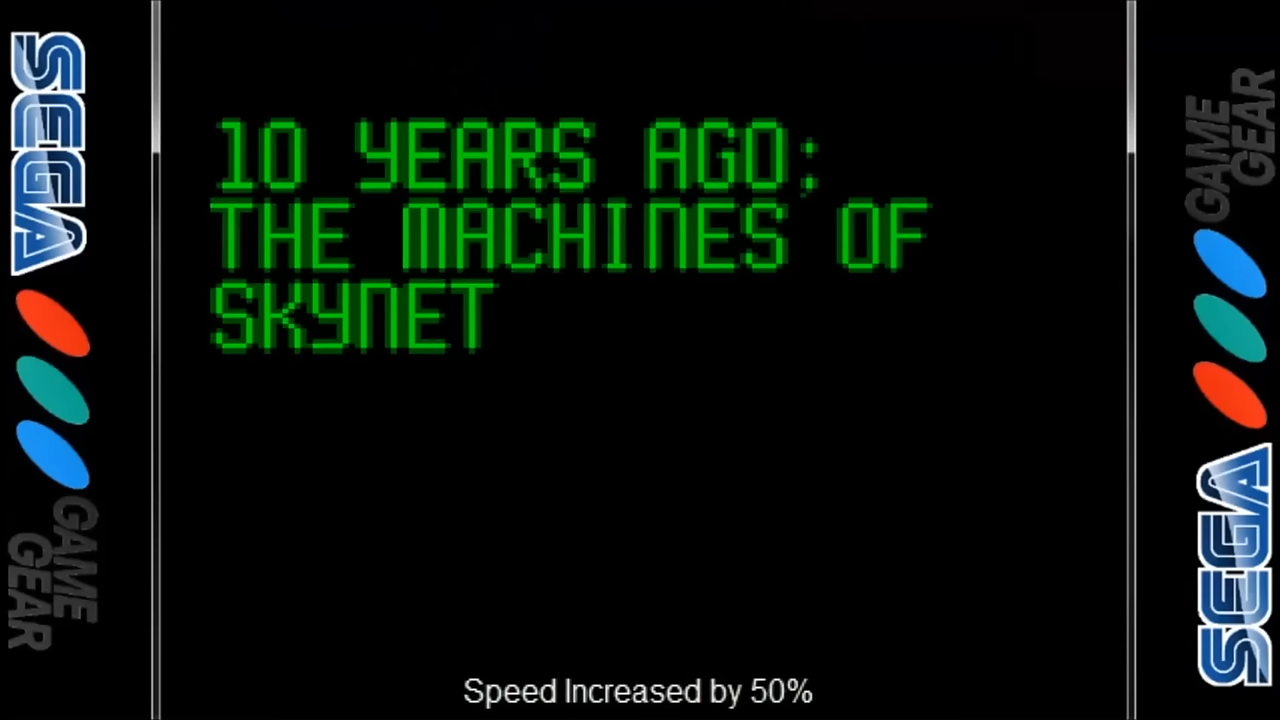 SEGA
GAME
GEAR
10 YEARS AGO;
THE MACHINES OF
SKYNET
Speed Increased by 50%
GAME
GEAR
SEGA